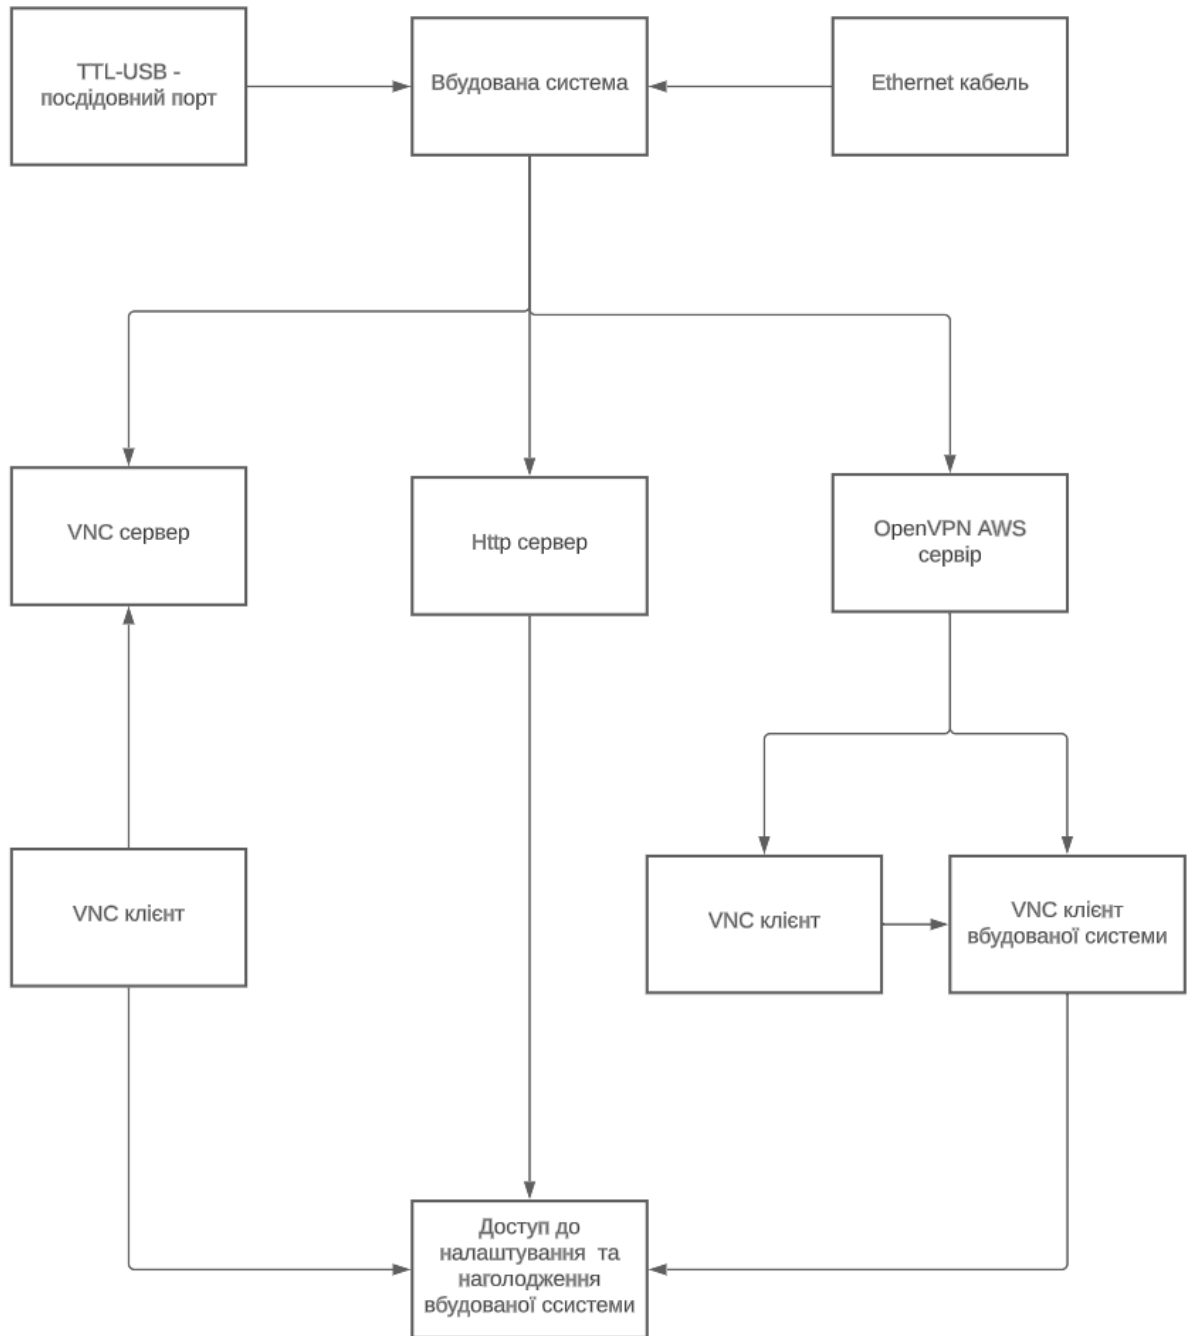 TTL-USB -
посдідовний порт
Вбудована система
Ethernet кабель
VNC сервер
Http сервер
OpenVPN AWS
сервір
VNC клієнт
VNC клієнт
VNC клієнт
вбудованої системи
Доступ до
налаштування та
наголодження
вбудованої ссистеми